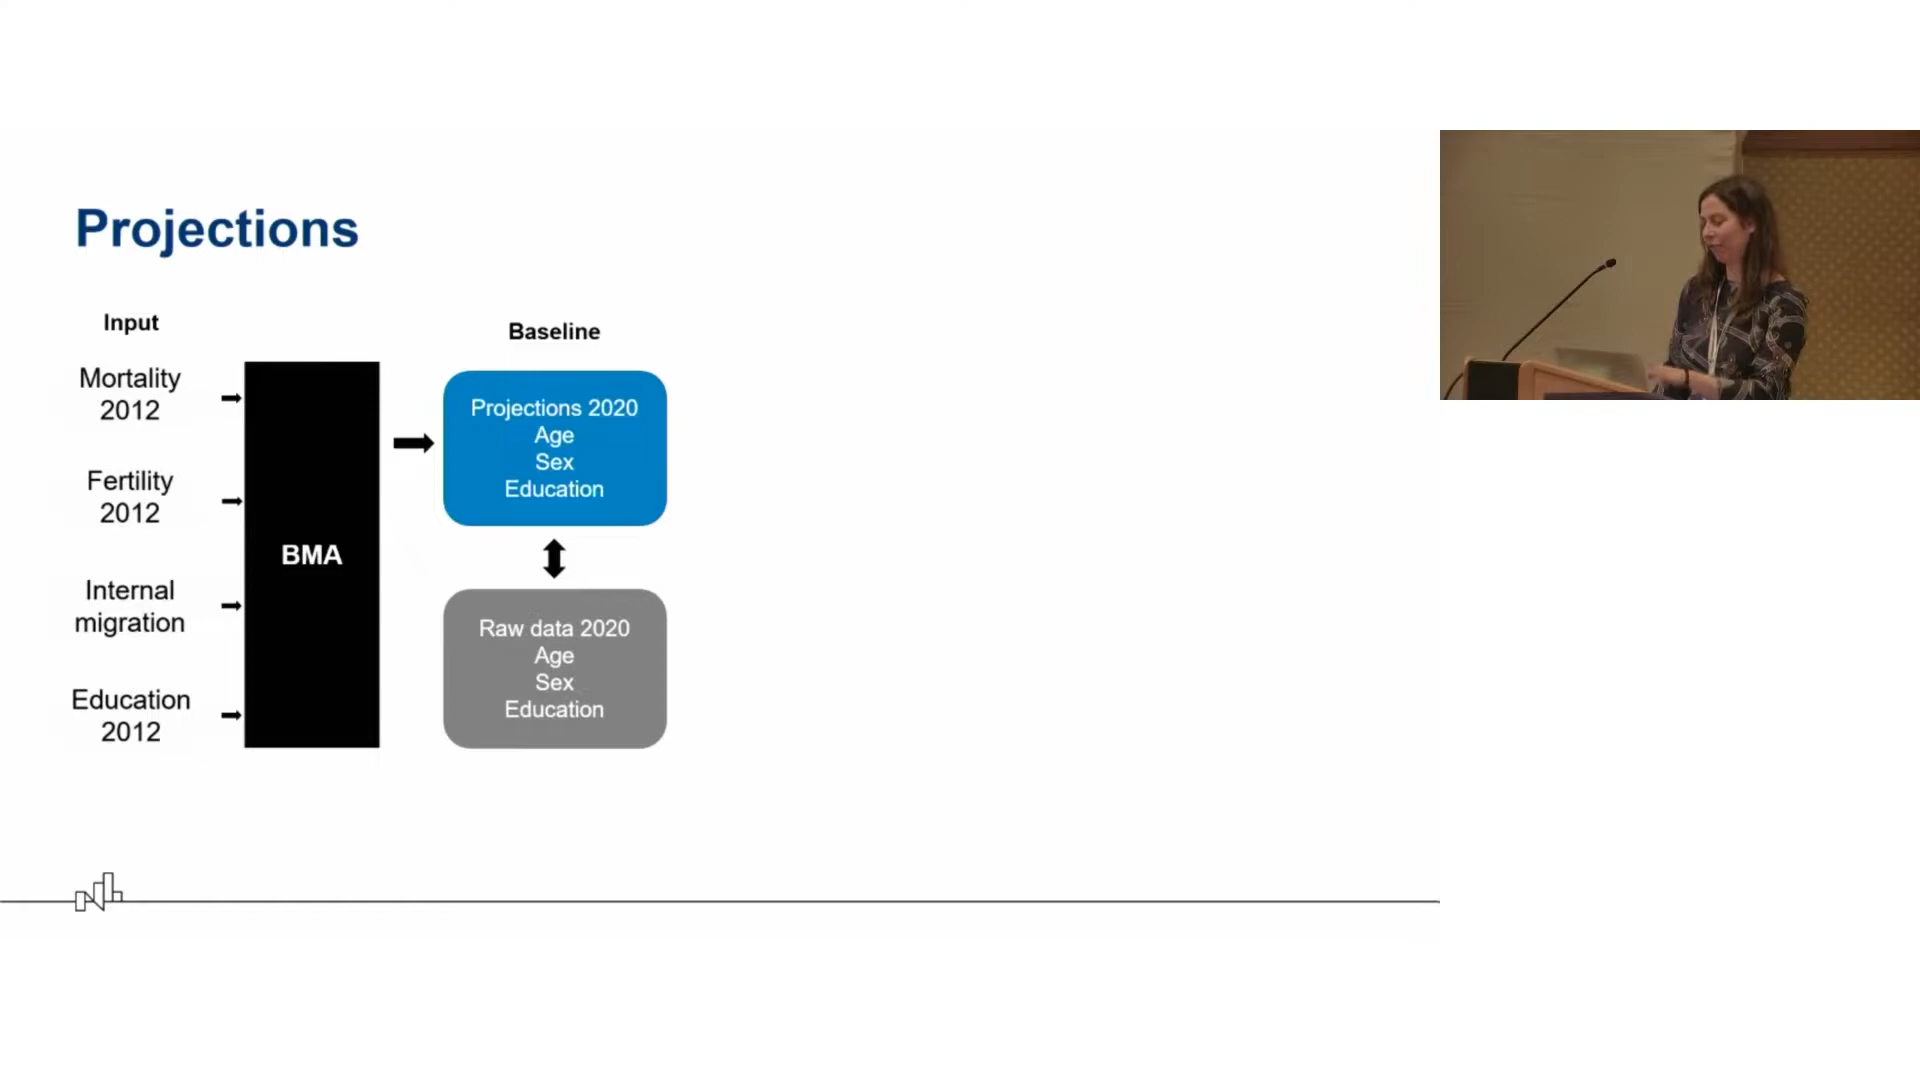 Projections
Input
Mortality
2012
Fertility
2012
Internal
migration
Education
2012
BMA
Baseline
Projections 2020
Age
Sex
Education
Raw data 2020
Age
Sex
Education